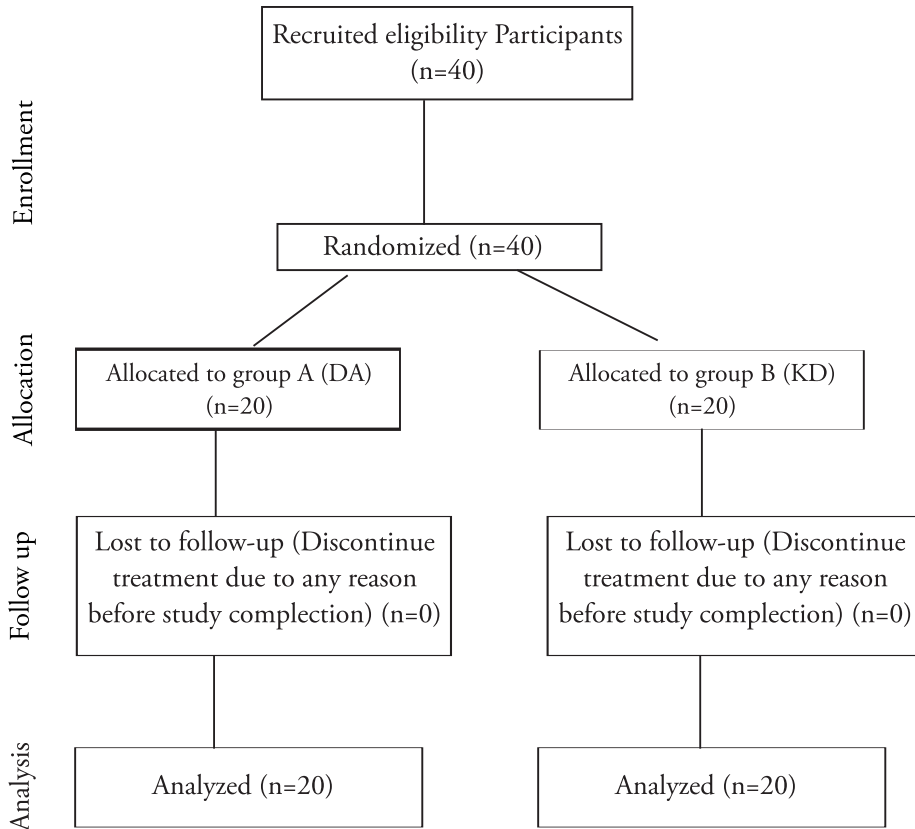 Recruited eligibility Participants
(n=40)
Enrollment
Randomized (n=40)
Allocation
Allocated to group A (DA)
(n=20)
Allocated to group B (KD)
(n=20)
Follow up
Lost to follow-up (Discontinue
treatment due to any reason
before study complection) (n=0)
Lost to follow-up (Discontinue
treatment due to any reason
before study complection) (n=0)
Analysis
Analyzed (n=20)
Analyzed (n=20)